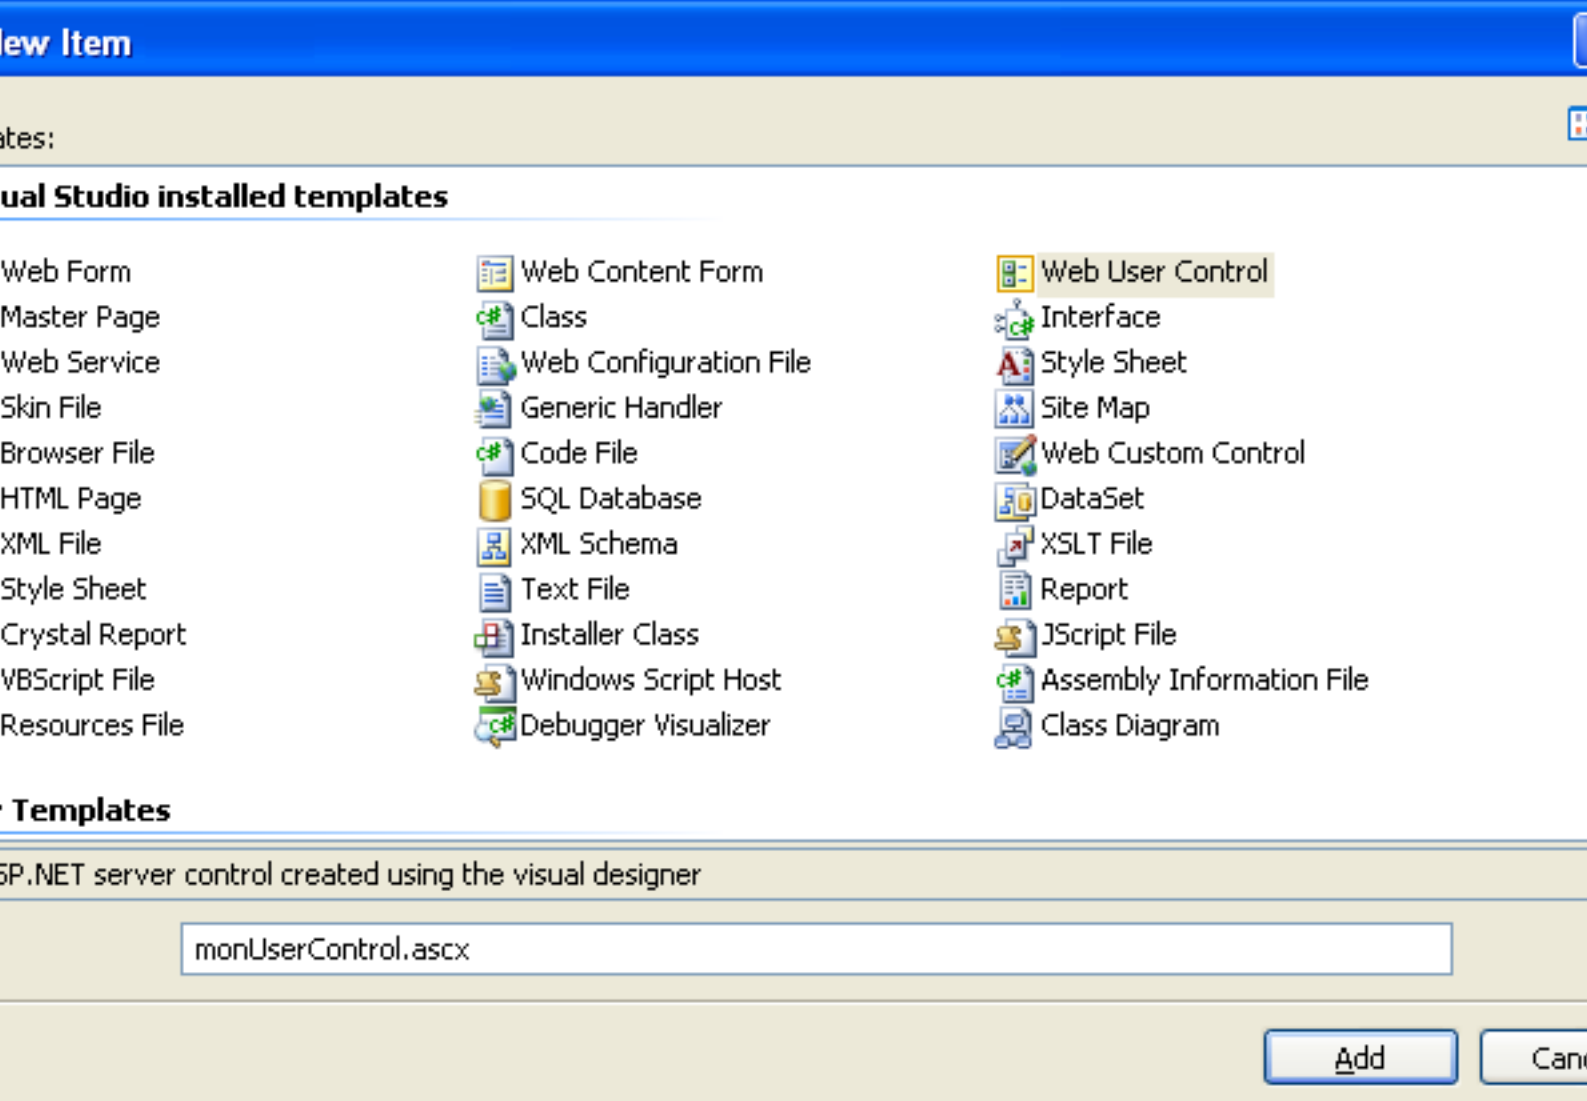 New Item
ates:
ual Studio installed templates
Web Form Web Content Form Web User Control
Master Page Class Interface
Web Service Web Configuration File Style Sheet
Skin File Generic Handler Site Map
Browser File Code File Web Custom Control
HTML Page SQL Database DataSet
XML File XML Schema XSLT File
Style Sheet Text File Report
Crystal Report Installer Class JScript File
VBScript File Windows Script Host Assembly Information File
Resources File Debugger Visualizer Class Diagram
Templates
SP.NET server control created using the visual designer
monUserControl.ascx
Add Canc